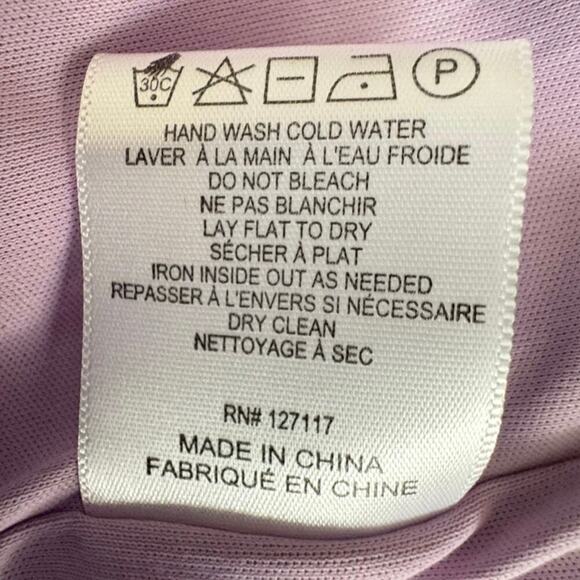 30C P
HAND WASH COLD WATER
LAVER À LA MAIN À L'EAU FROIDE
DO NOT BLEACH
NE PAS BLANCHIR
LAY FLAT TO DRY
SÉCHER À PLAT
IRON INSIDE OUT AS NEEDED
REPASSER À L'ENVERS SI NÉCESSAIRE
DRY CLEAN
NETTOYAGE À SEC
RN# 127117
MADE IN CHINA
FABRIQUÉ EN CHINE